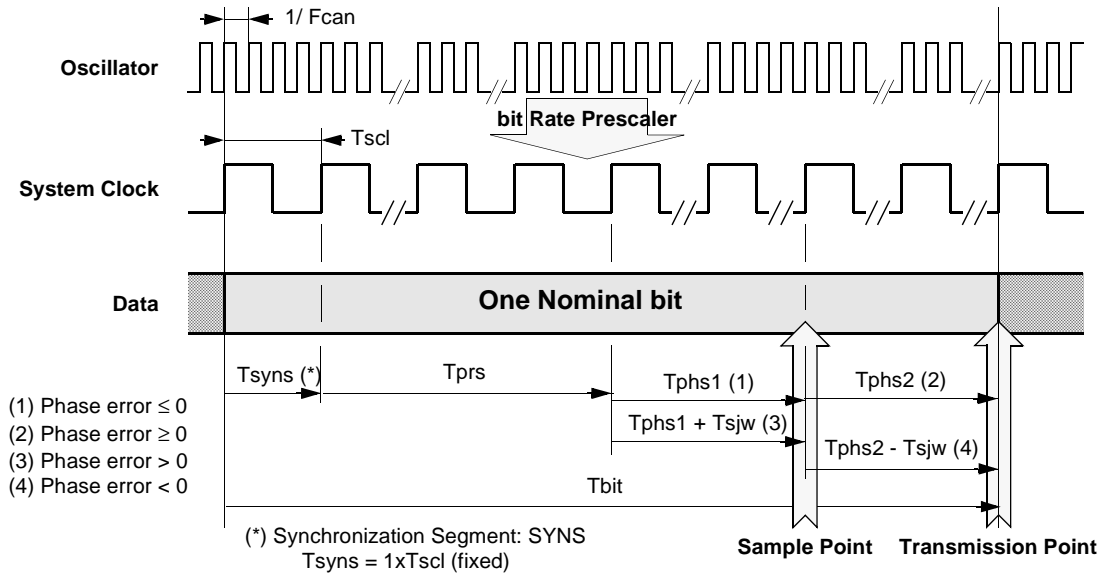 1/ Fcan
Oscillator
bit Rate Prescaler
Tscl
System Clock
Data
One Nominal bit
Tsyns (*)
Tprs
Tphs1 (1)
Tphs2 (2)
(1) Phase error ≤ 0
(2) Phase error ≥ 0
(3) Phase error > 0
(4) Phase error < 0
Tphs1 + Tsjw (3)
Tphs2 - Tsjw (4)
Tbit
(*) Synchronization Segment: SYNS
Tsyns = 1xTscl (fixed)
Sample Point
Transmission Point